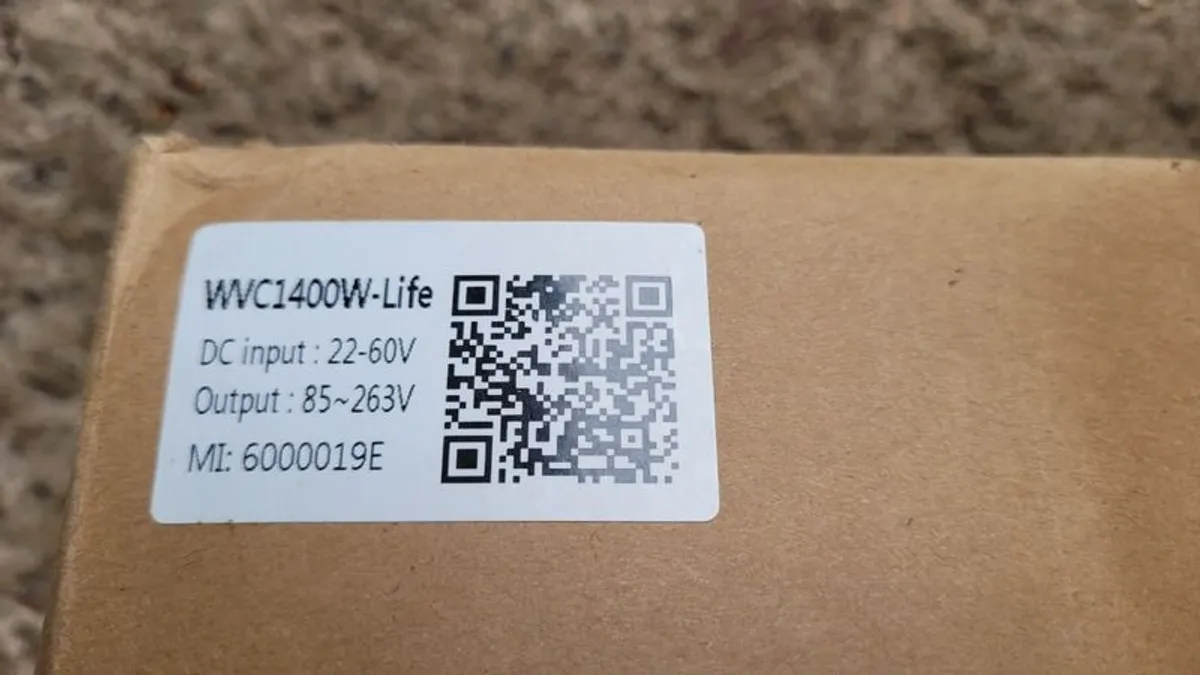 WVC1400W-Life
DC input : 22-60V
Output : 85~263V
MI: 6000019E